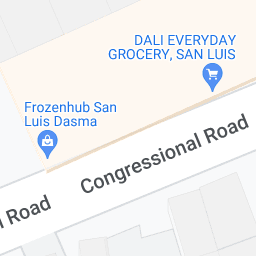 DALI EVERYDAY
GROCERY, SAN LUIS
Frozenhub San
Luis Dasma
Congressional Road
Road